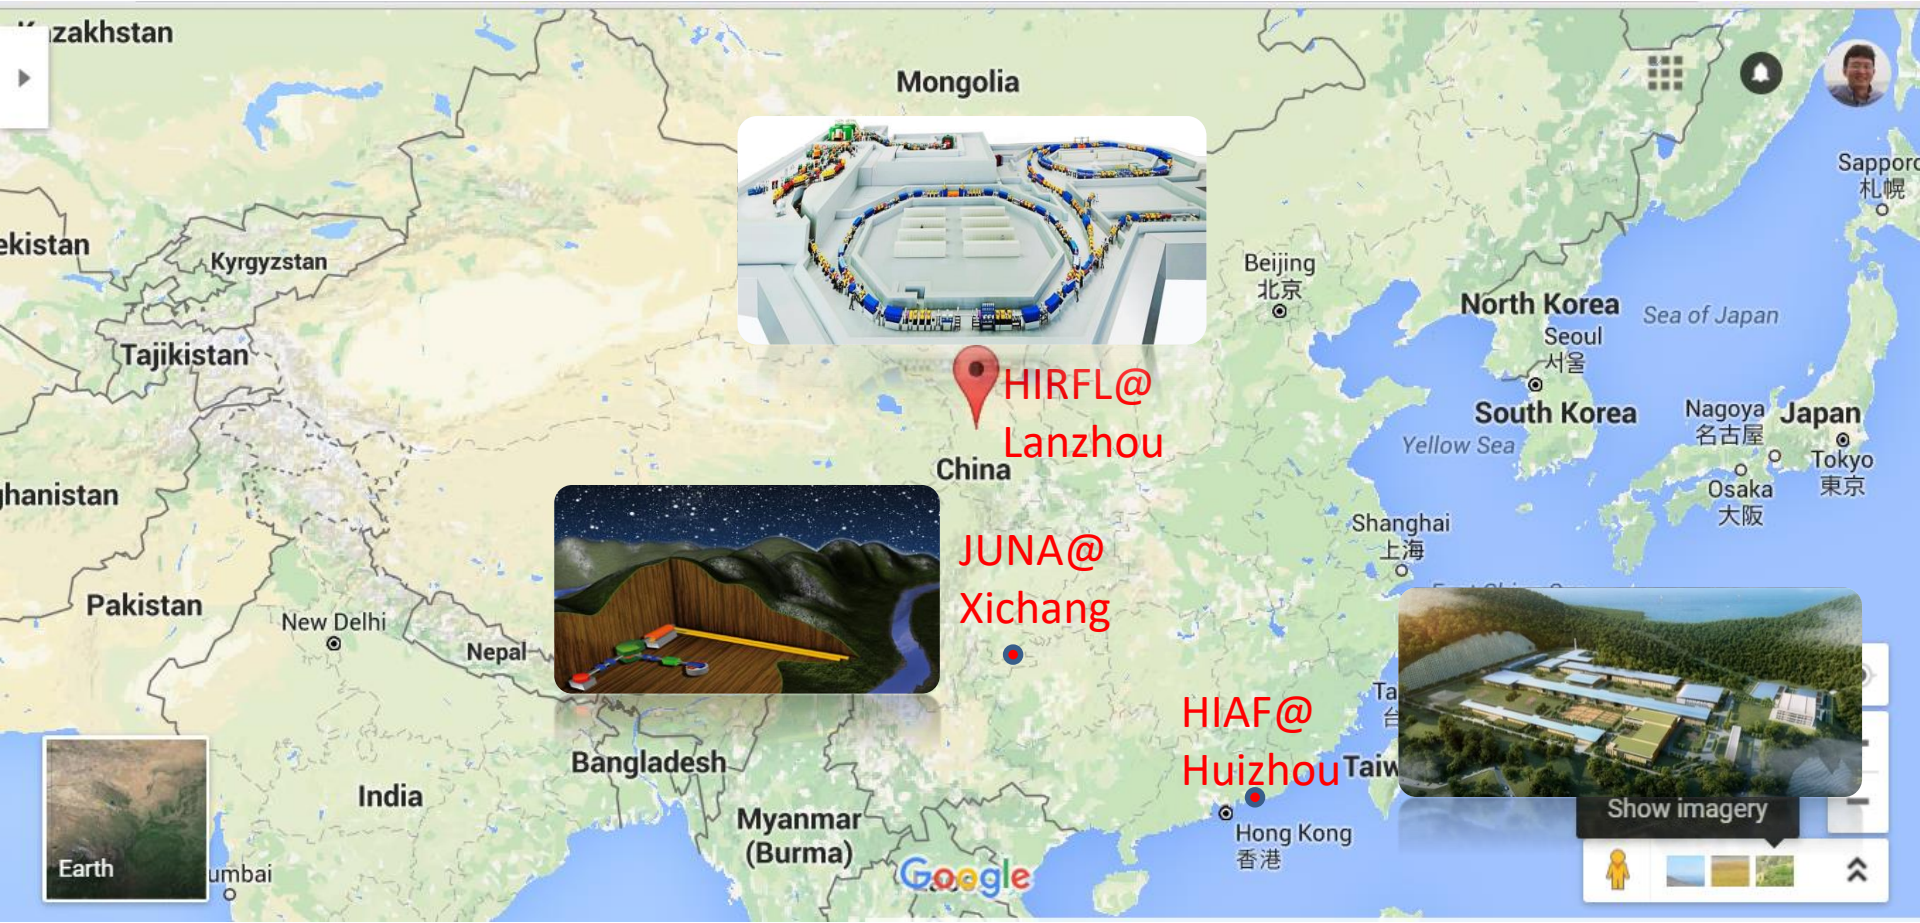 zakhstan
Mongolia
Sapporo
札幌
ekistan
Kyrgyzstan
Beijing
北京
North Korea
Sea of Japan
Seoul
서울
Tajikistan
HIRFL@
Lanzhou
South Korea
Nagoya
名古屋
Japan
Yellow Sea
Tokyo
東京
China
Osaka
大阪
ghanistan
Shanghai
上海
JUNA@
Xichang
Pakistan
New Delhi
Nepal
Ta
台
HIAF@
Huizhou
Taiw
Bangladesh
India
Show imagery
Myanmar
(Burma)
Hong Kong
香港
Earth
umbai
Google